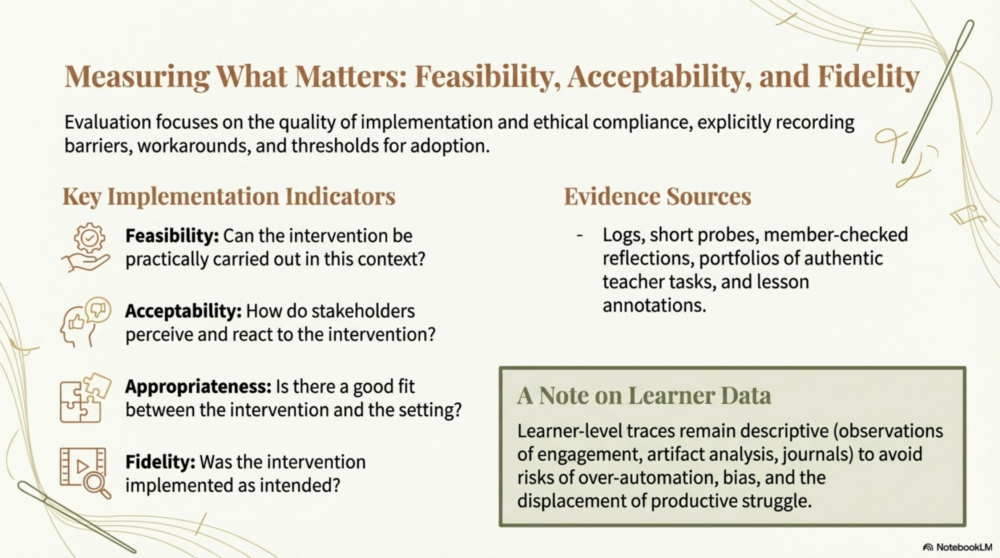 Measuring What Matters: Feasibility, Acceptability, and Fidelity
Evaluation focuses on the quality of implementation and ethical compliance, explicitly recording
barriers, workarounds, and thresholds for adoption.
Key Implementation Indicators
Feasibility: Can the intervention be
practically carried out in this context?
Acceptability: How do stakeholders
perceive and react to the intervention?
Appropriateness: Is there a good fit
between the intervention and the setting?
Fidelity: Was the intervention
implemented as intended?
Evidence Sources
- Logs, short probes, member-checked
reflections, portfolios of authentic
teacher tasks, and lesson
annotations.
A Note on Learner Data
Learner-level traces remain descriptive (observations
of engagement, artifact analysis, journals) to avoid
risks of over-automation, bias, and the
displacement of productive struggle.
NotebookLM